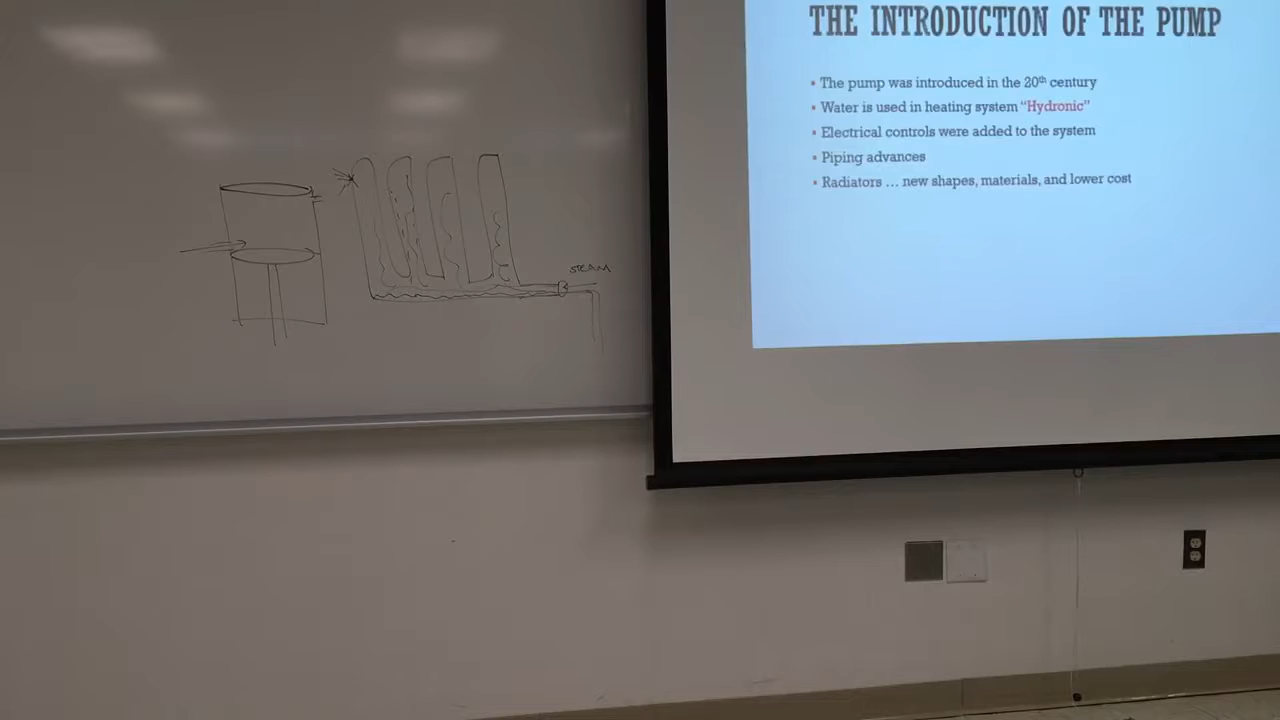 THE INTRODUCTION OF THE PUMP
▪ The pump was introduced in the 20th century
▪ Water is used in heating system “Hydronic”
▪ Electrical controls were added to the system
▪ Piping advances
▪ Radiators … new shapes, materials, and lower cost
STEAM